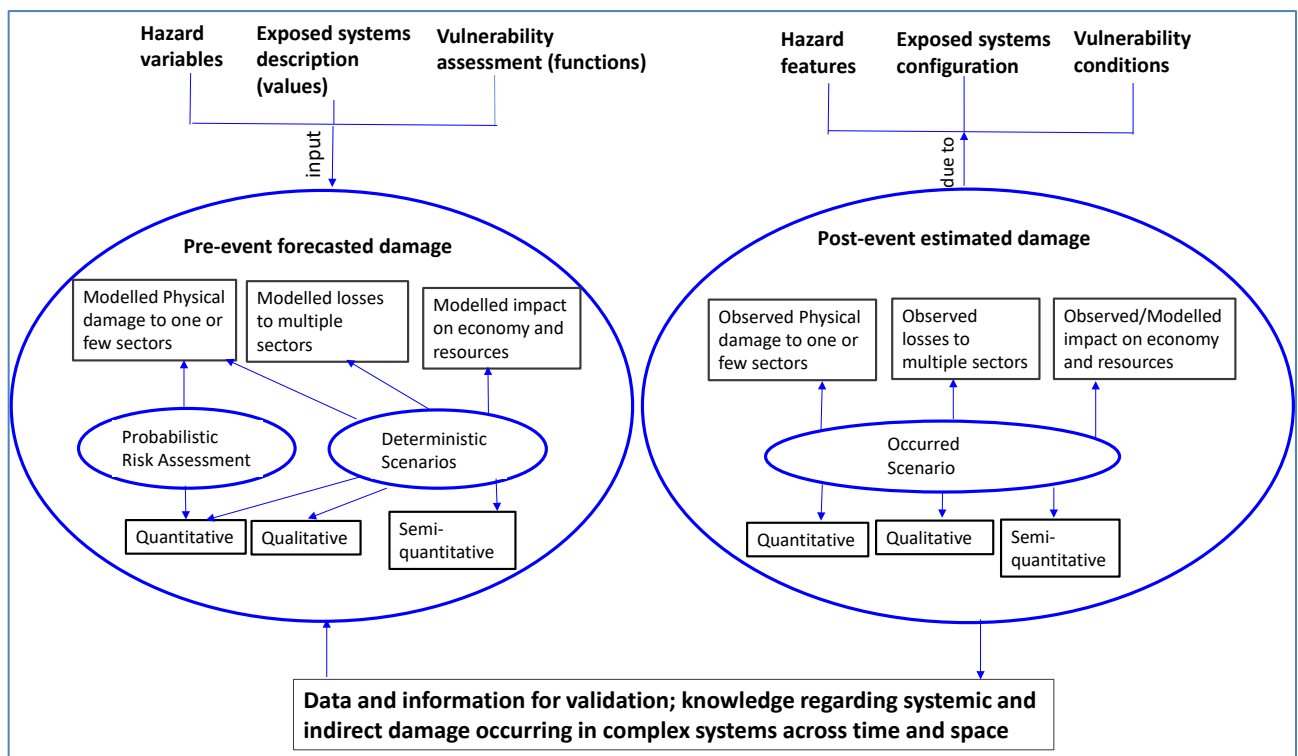 Hazard
variables
Exposed systems
description
(values)
Vulnerability
assessment (functions)
input
Pre-event forecasted damage
Modelled Physical
damage to one or
few sectors
Modelled losses
to multiple
sectors
Modelled impact
on economy and
resources
Probabilistic
Risk Assessment
Deterministic
Scenarios
Quantitative
Qualitative
Semi-
quantitative
Hazard
features
Exposed systems
configuration
Vulnerability
conditions
due to
Post-event estimated damage
Observed Physical
damage to one or
few sectors
Observed
losses to
multiple sectors
Observed/Modelled
impact on economy
and resources
Occurred
Scenario
Quantitative
Qualitative
Semi-
quantitative
Data and information for validation; knowledge regarding systemic and
indirect damage occurring in complex systems across time and space